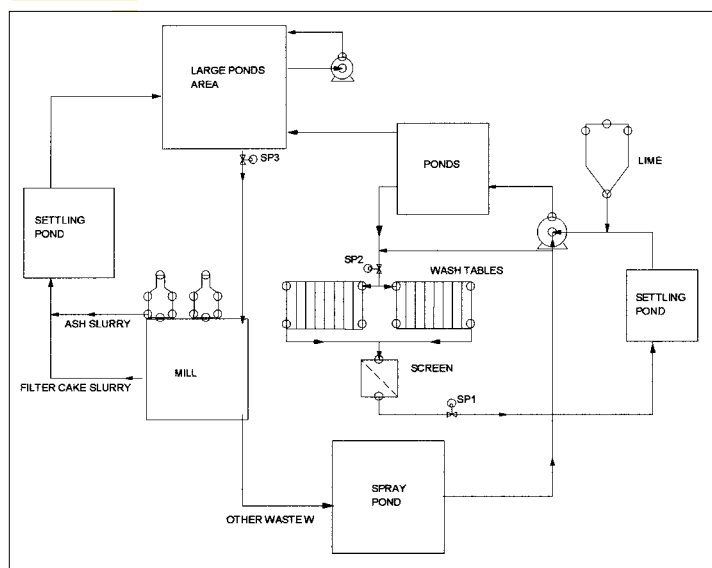 LARGE PONDS
AREA
SP3
PONDS
LIME
SETTLING
POND
SP2
WASH TABLES
SETTLING
POND
ASH SLURRY
MILL
SCREEN
FILTER CAKE SLURRY
SP1
SPRAY
POND
OTHER WASTE W